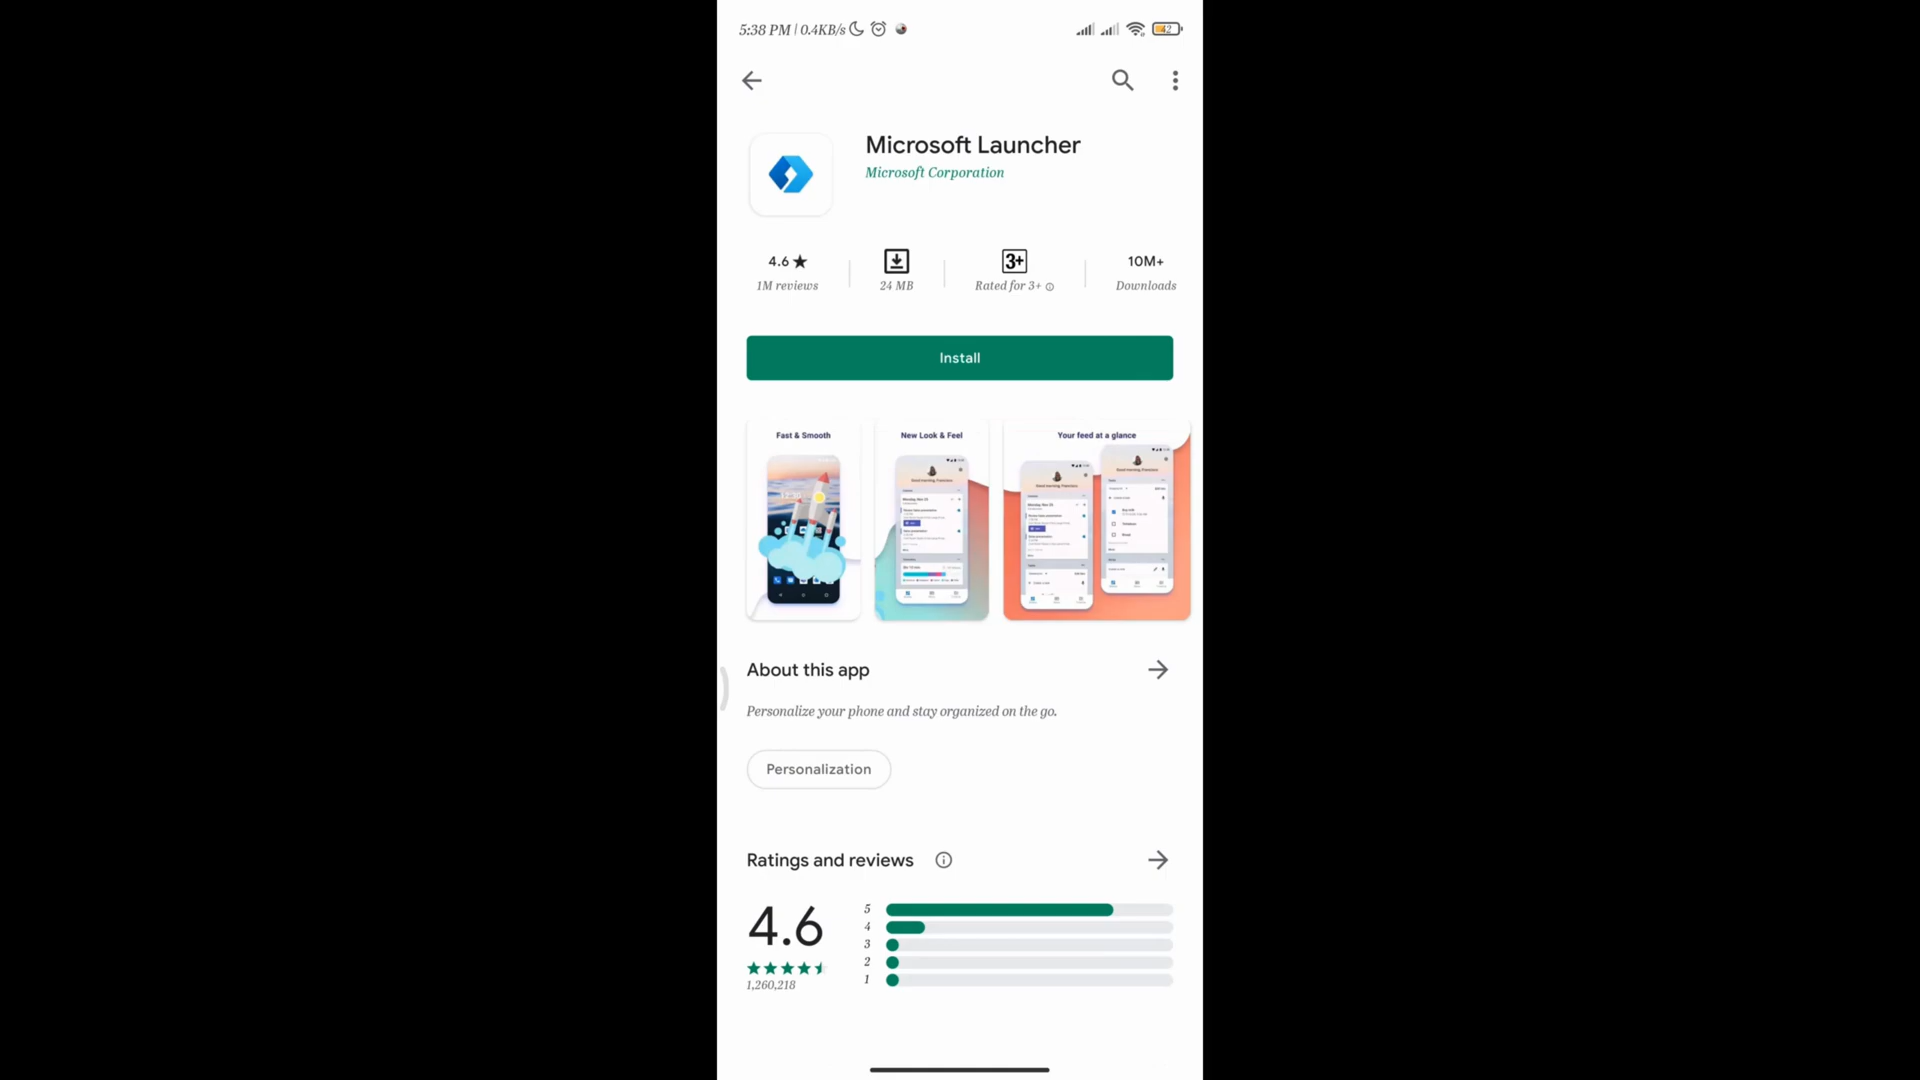 5:38 PM | 0.4KB/s
42
Microsoft Launcher
Microsoft Corporation
4.6★
1M reviews
24 MB
3+
Rated for 3+
10M+
Downloads
Install
Fast & Smooth
New Look & Feel
Your feed at a glance
About this app
Personalize your phone and stay organized on the go.
Personalization
Ratings and reviews
4.6
1,260,218
5
4
3
2
1